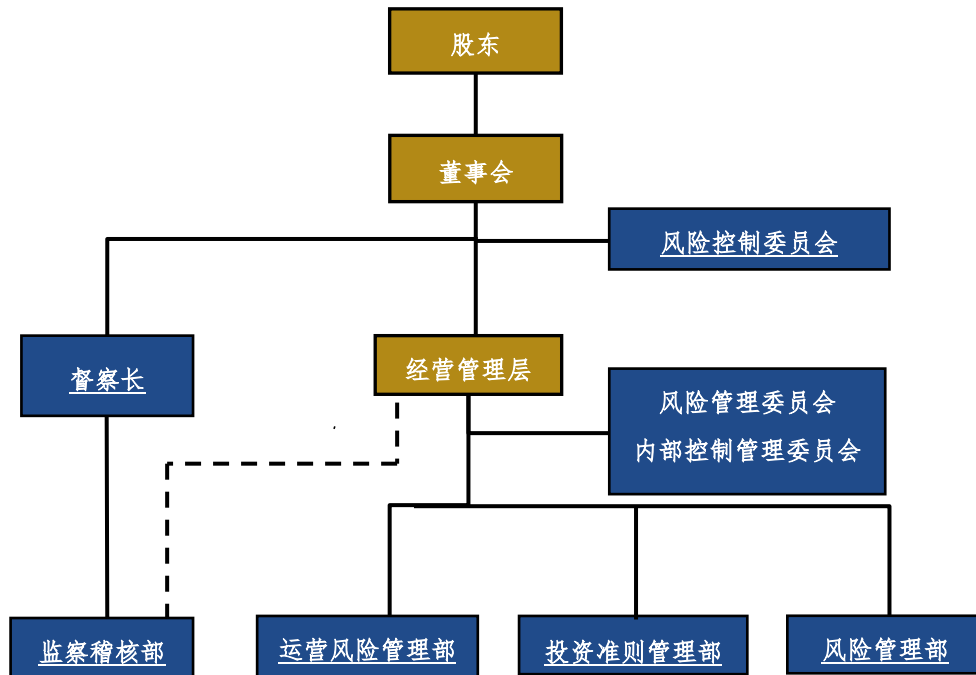 股东
董事会
风险控制委员会
督察长
经营管理层
风险管理委员会
内部控制管理委员会
监察稽核部
运营风险管理部
投资准则管理部
风险管理部